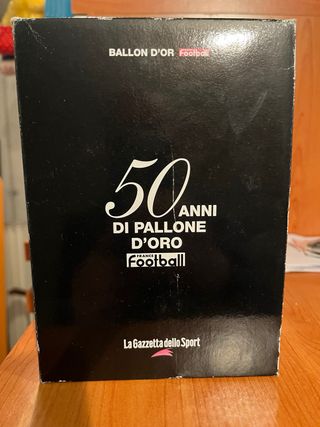 BALLON D'OR FRANCE Football
50 ANNI
DI PALLONE
D'ORO
FRANCE
Football
La Gazzetta dello Sport